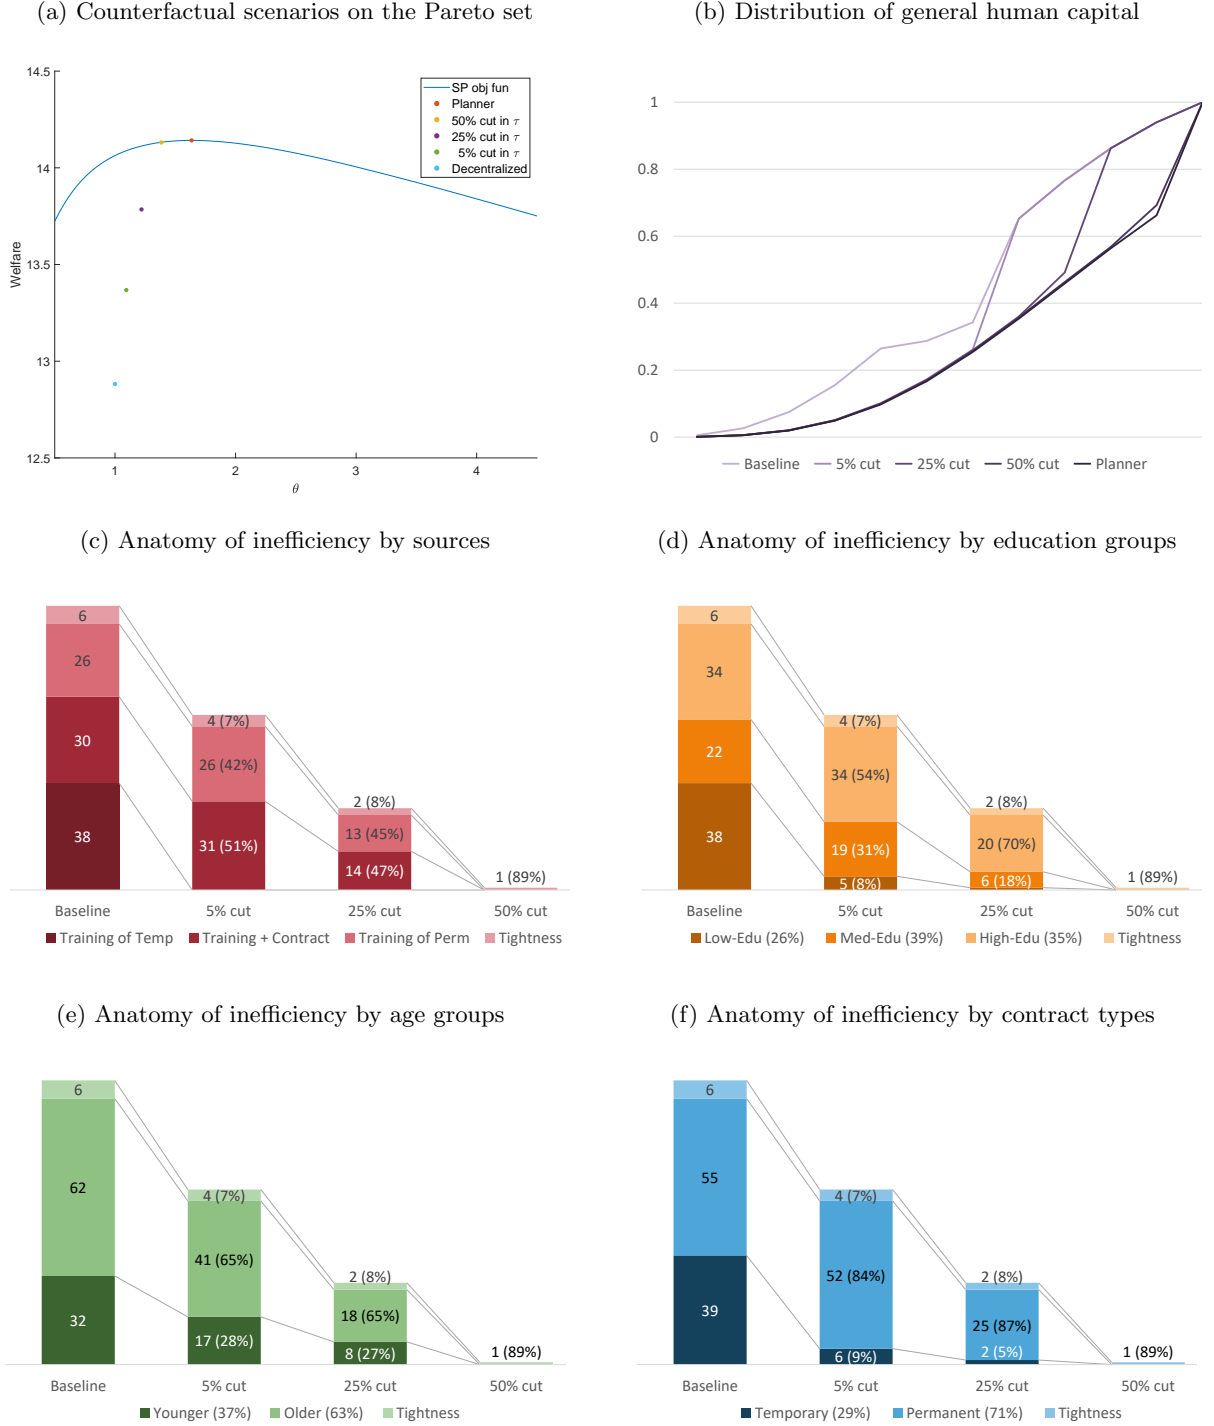 (a) Counterfactual scenarios on the Pareto set
14.5
14
13.5
13
12.5
Welfare
1
2
3
4
θ
SP obj fun
Planner
50% cut in τ
25% cut in τ
5% cut in τ
Decentralized
(b) Distribution of general human capital
1
0.8
0.6
0.4
0.2
0
Baseline 5% cut 25% cut 50% cut Planner
(c) Anatomy of inefficiency by sources
6
26
30
38
4 (7%)
26 (42%)
31 (51%)
2 (8%)
13 (45%)
14 (47%)
1 (89%)
Baseline 5% cut 25% cut 50% cut
Training of Temp Training + Contract Training of Perm Tightness
(d) Anatomy of inefficiency by education groups
6
34
22
38
4 (7%)
34 (54%)
19 (31%)
5 (8%)
2 (8%)
20 (70%)
6 (18%)
1 (89%)
Baseline 5% cut 25% cut 50% cut
Low-Edu (26%) Med-Edu (39%) High-Edu (35%) Tightness
(e) Anatomy of inefficiency by age groups
6
62
32
4 (7%)
41 (65%)
17 (28%)
2 (8%)
18 (65%)
8 (27%)
1 (89%)
Baseline 5% cut 25% cut 50% cut
Younger (37%) Older (63%) Tightness
(f) Anatomy of inefficiency by contract types
6
55
39
4 (7%)
52 (84%)
6 (9%)
2 (8%)
25 (87%)
2 (5%)
1 (89%)
Baseline 5% cut 25% cut 50% cut
Temporary (29%) Permanent (71%) Tightness